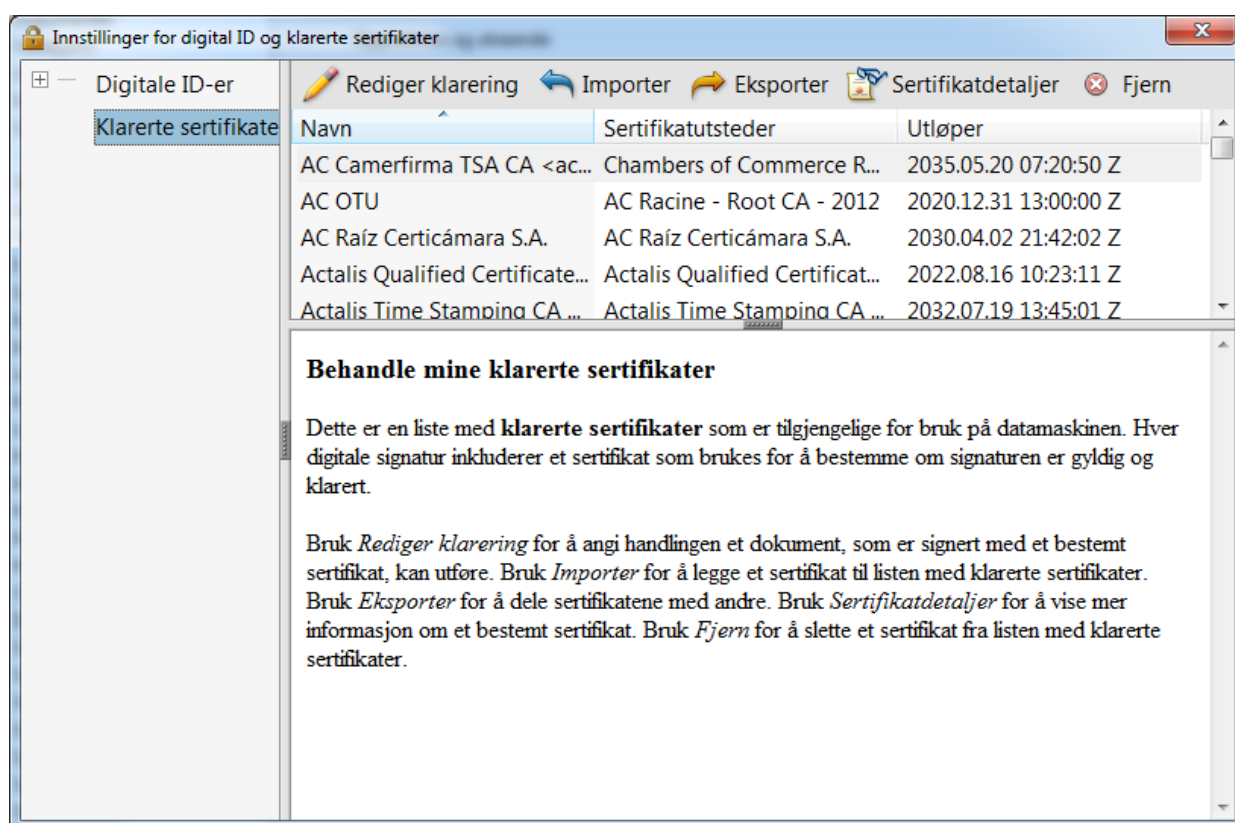 Innstillinger for digital ID og klarerte sertifikater
Digitale ID-er
Klarerte sertifikate
Rediger klarering Importer Eksporter Sertifikatdetaljer Fjern
Navn Sertifikatutsteder Utløper
AC Camerfirma TSA CA <ac... Chambers of Commerce R... 2035.05.20 07:20:50 Z
AC OTU AC Racine - Root CA - 2012 2020.12.31 13:00:00 Z
AC Raíz Certicámara S.A. AC Raíz Certicámara S.A. 2030.04.02 21:42:02 Z
Actalis Qualified Certificate... Actalis Qualified Certificat... 2022.08.16 10:23:11 Z
Actalis Time Stamping CA ... Actalis Time Stamping CA ... 2032.07.19 13:45:01 Z
Behandle mine klarerte sertifikater
Dette er en liste med klarerte sertifikater som er tilgjengelige for bruk på datamaskinen. Hver
digitale signatur inkluderer et sertifikat som brukes for å bestemme om signaturen er gyldig og
klarert.
Bruk Rediger klarering for å angi handlingen et dokument, som er signert med et bestemt
sertifikat, kan utføre. Bruk Importer for å legge et sertifikat til listen med klarerte sertifikater.
Bruk Eksporter for å dele sertifikatene med andre. Bruk Sertifikatdetaljer for å vise mer
informasjon om et bestemt sertifikat. Bruk Fjern for å slette et sertifikat fra listen med klarerte
sertifikater.